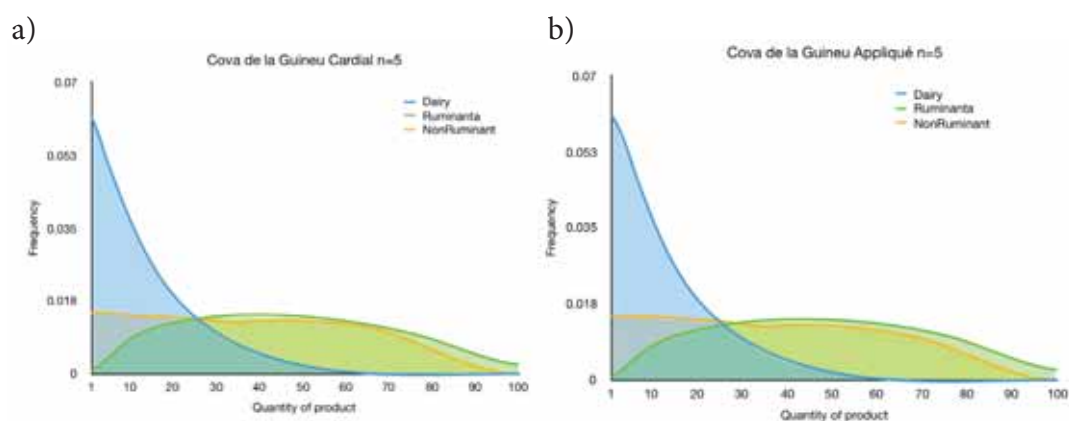 a)
Cova de la Guineu Cardial n=5
0.07
0.053
0.035
0.018
0
Frequency
Dairy
Ruminanta
NonRuminant
1 10 20 30 40 50 60 70 80 90 100
Quantity of product
b)
Cova de la Guineu Appliqué n=5
0.07
0.053
0.035
0.018
0
Frequency
Dairy
Ruminanta
NonRuminant
1 10 20 30 40 50 60 70 80 90 100
Quantity of product